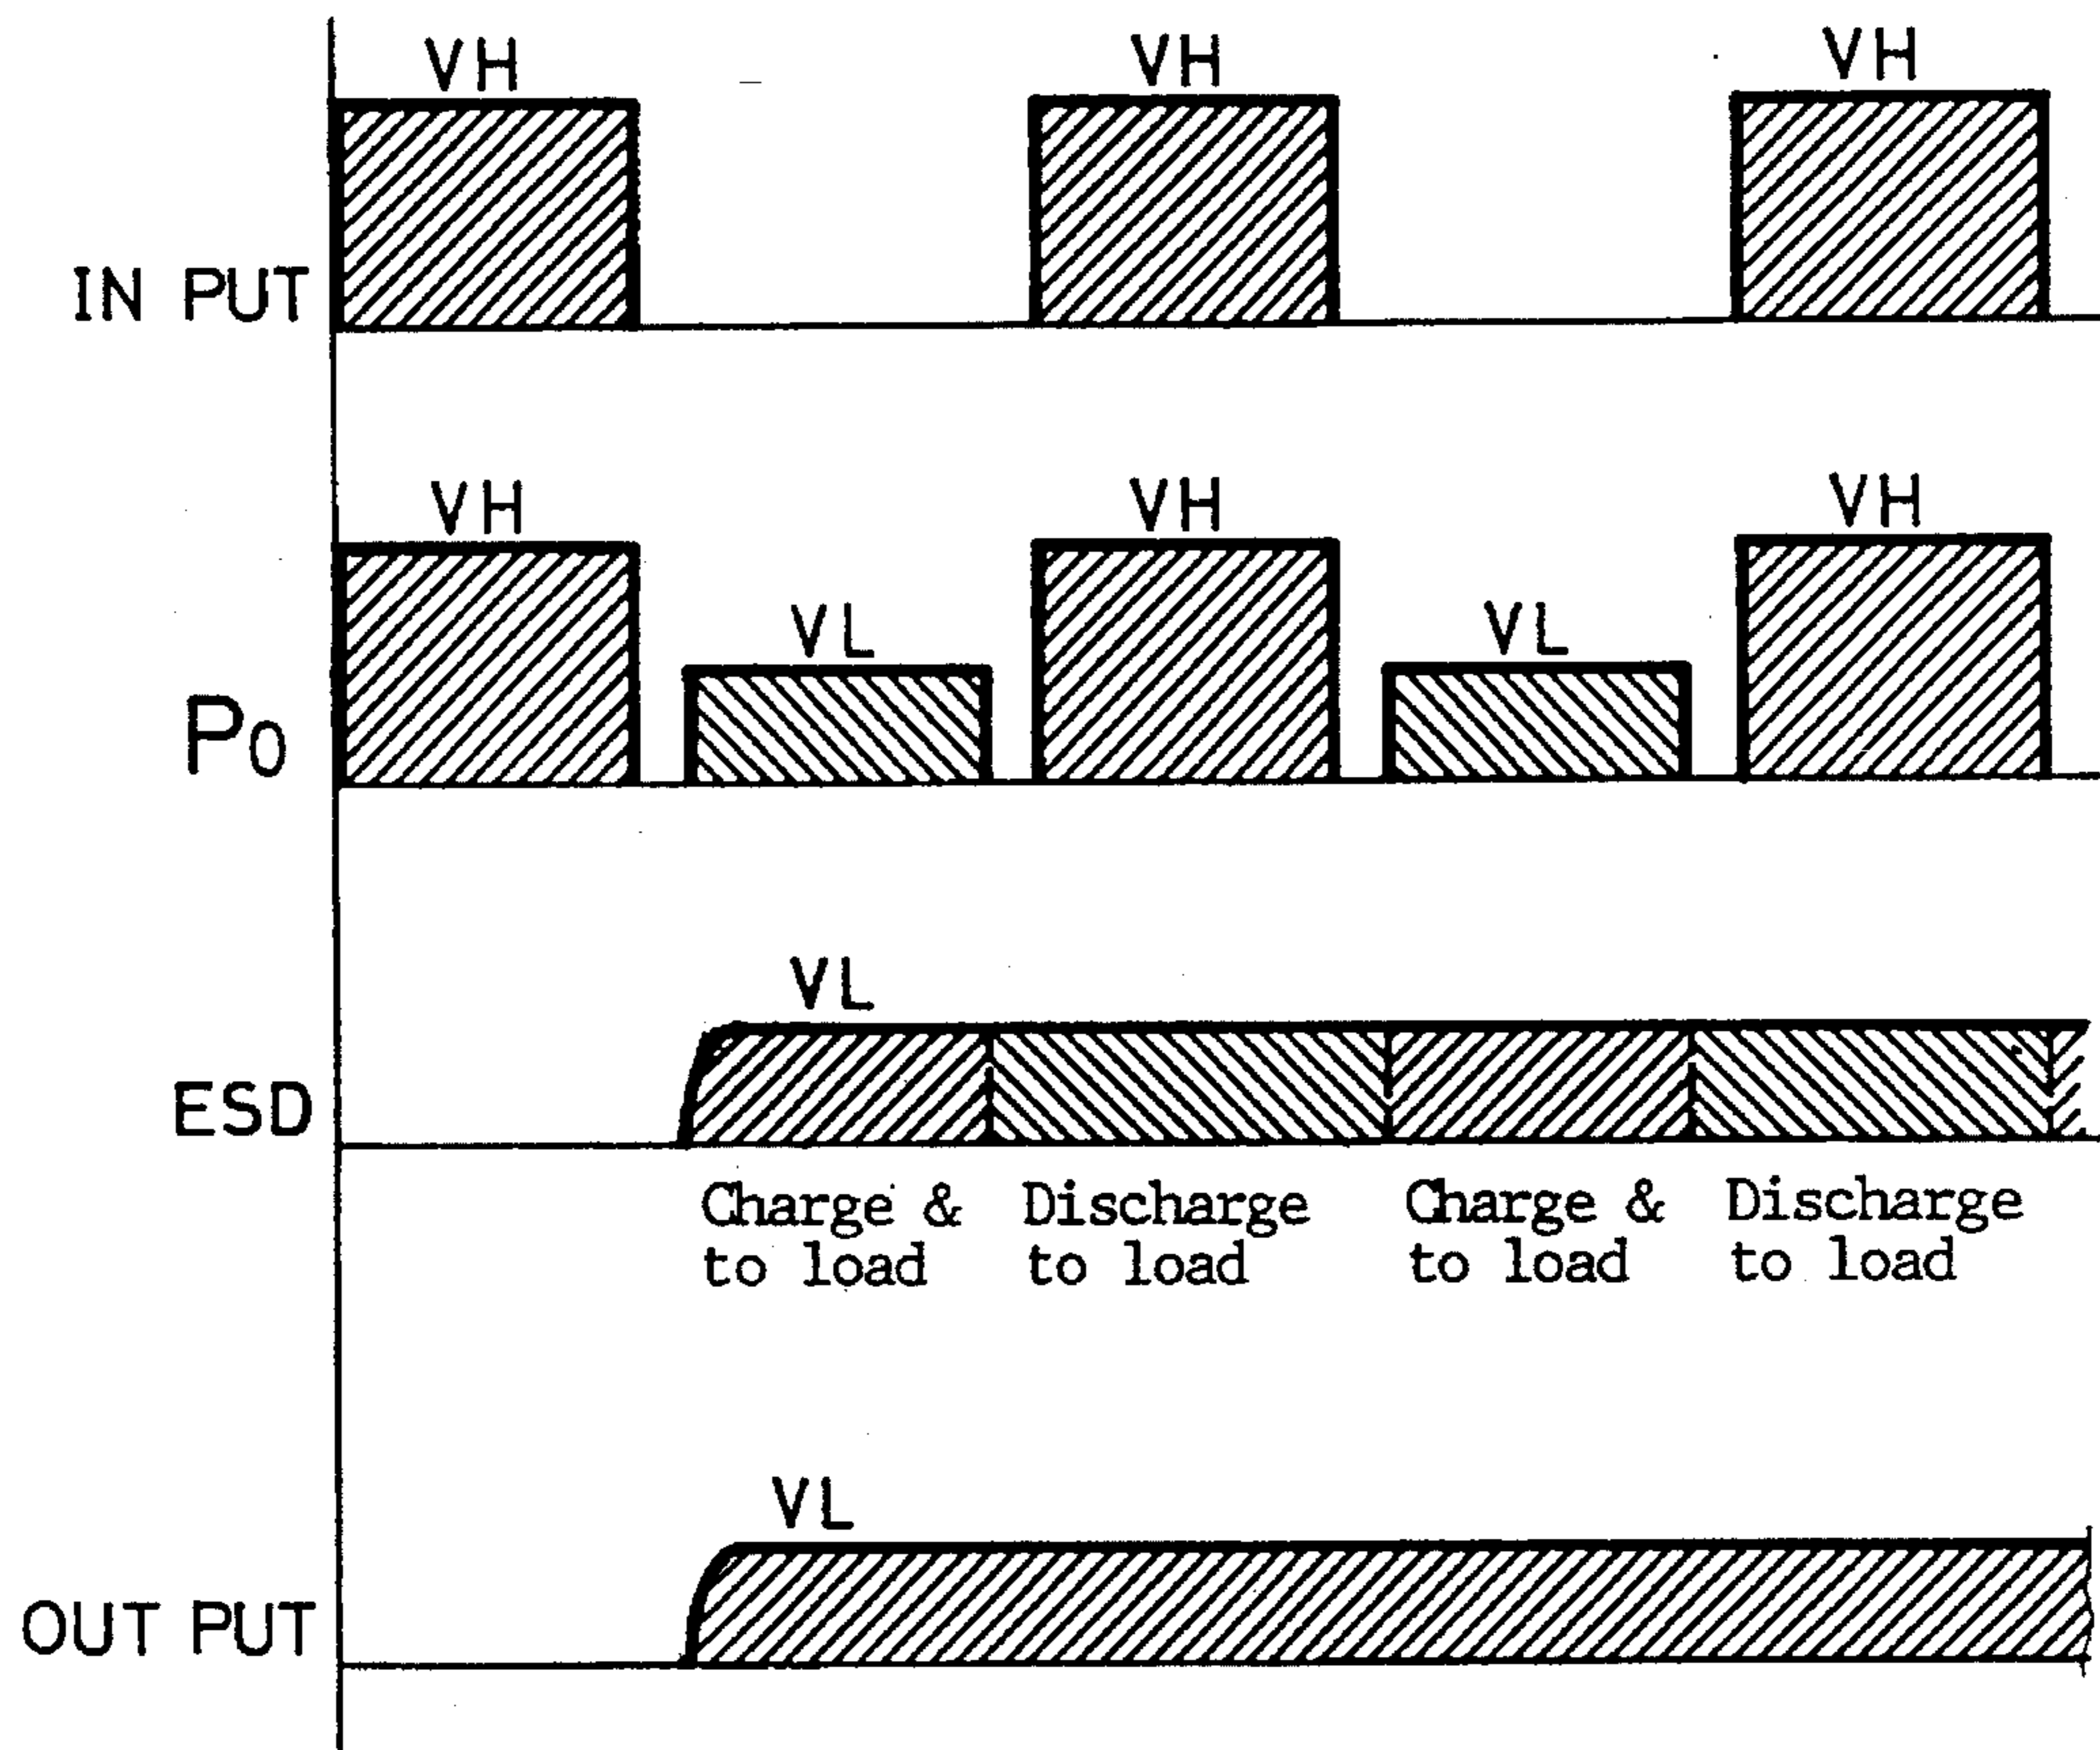 VH VH VH
IN PUT
VH VH VH
VL VL
Po
VL
ESD
Charge & Discharge Charge & Discharge
to load to load to load to load
VL
OUT PUT